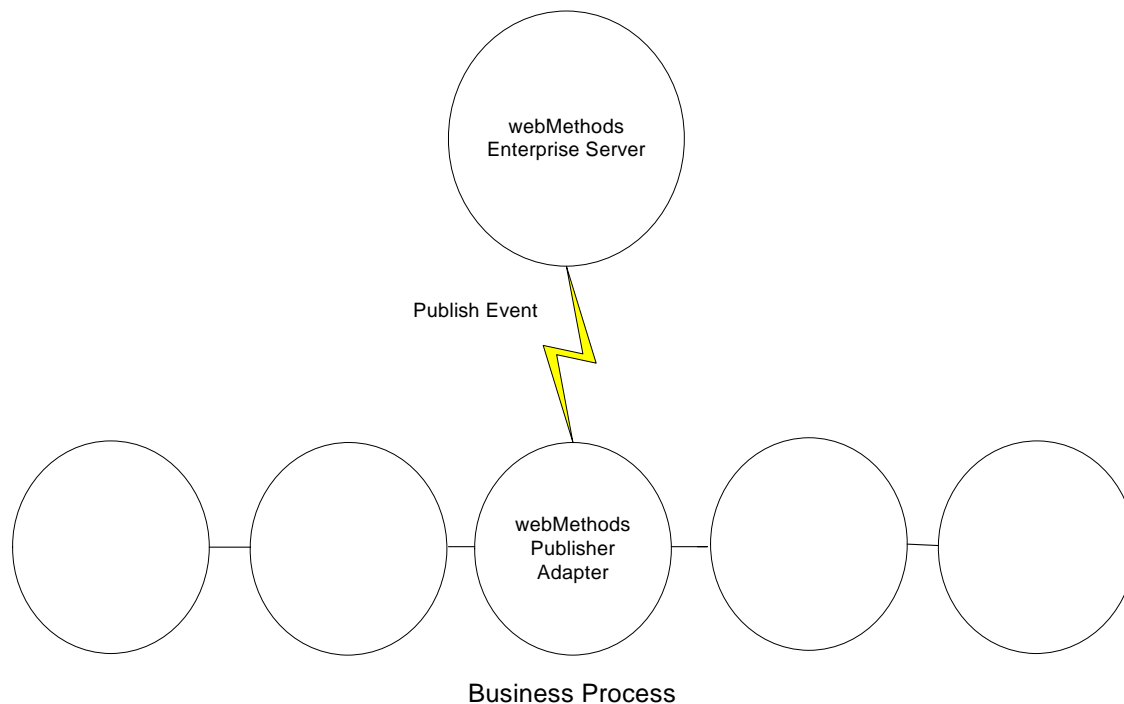 webMethods
Enterprise Server
Publish Event
webMethods
Publisher
Adapter
Business Process